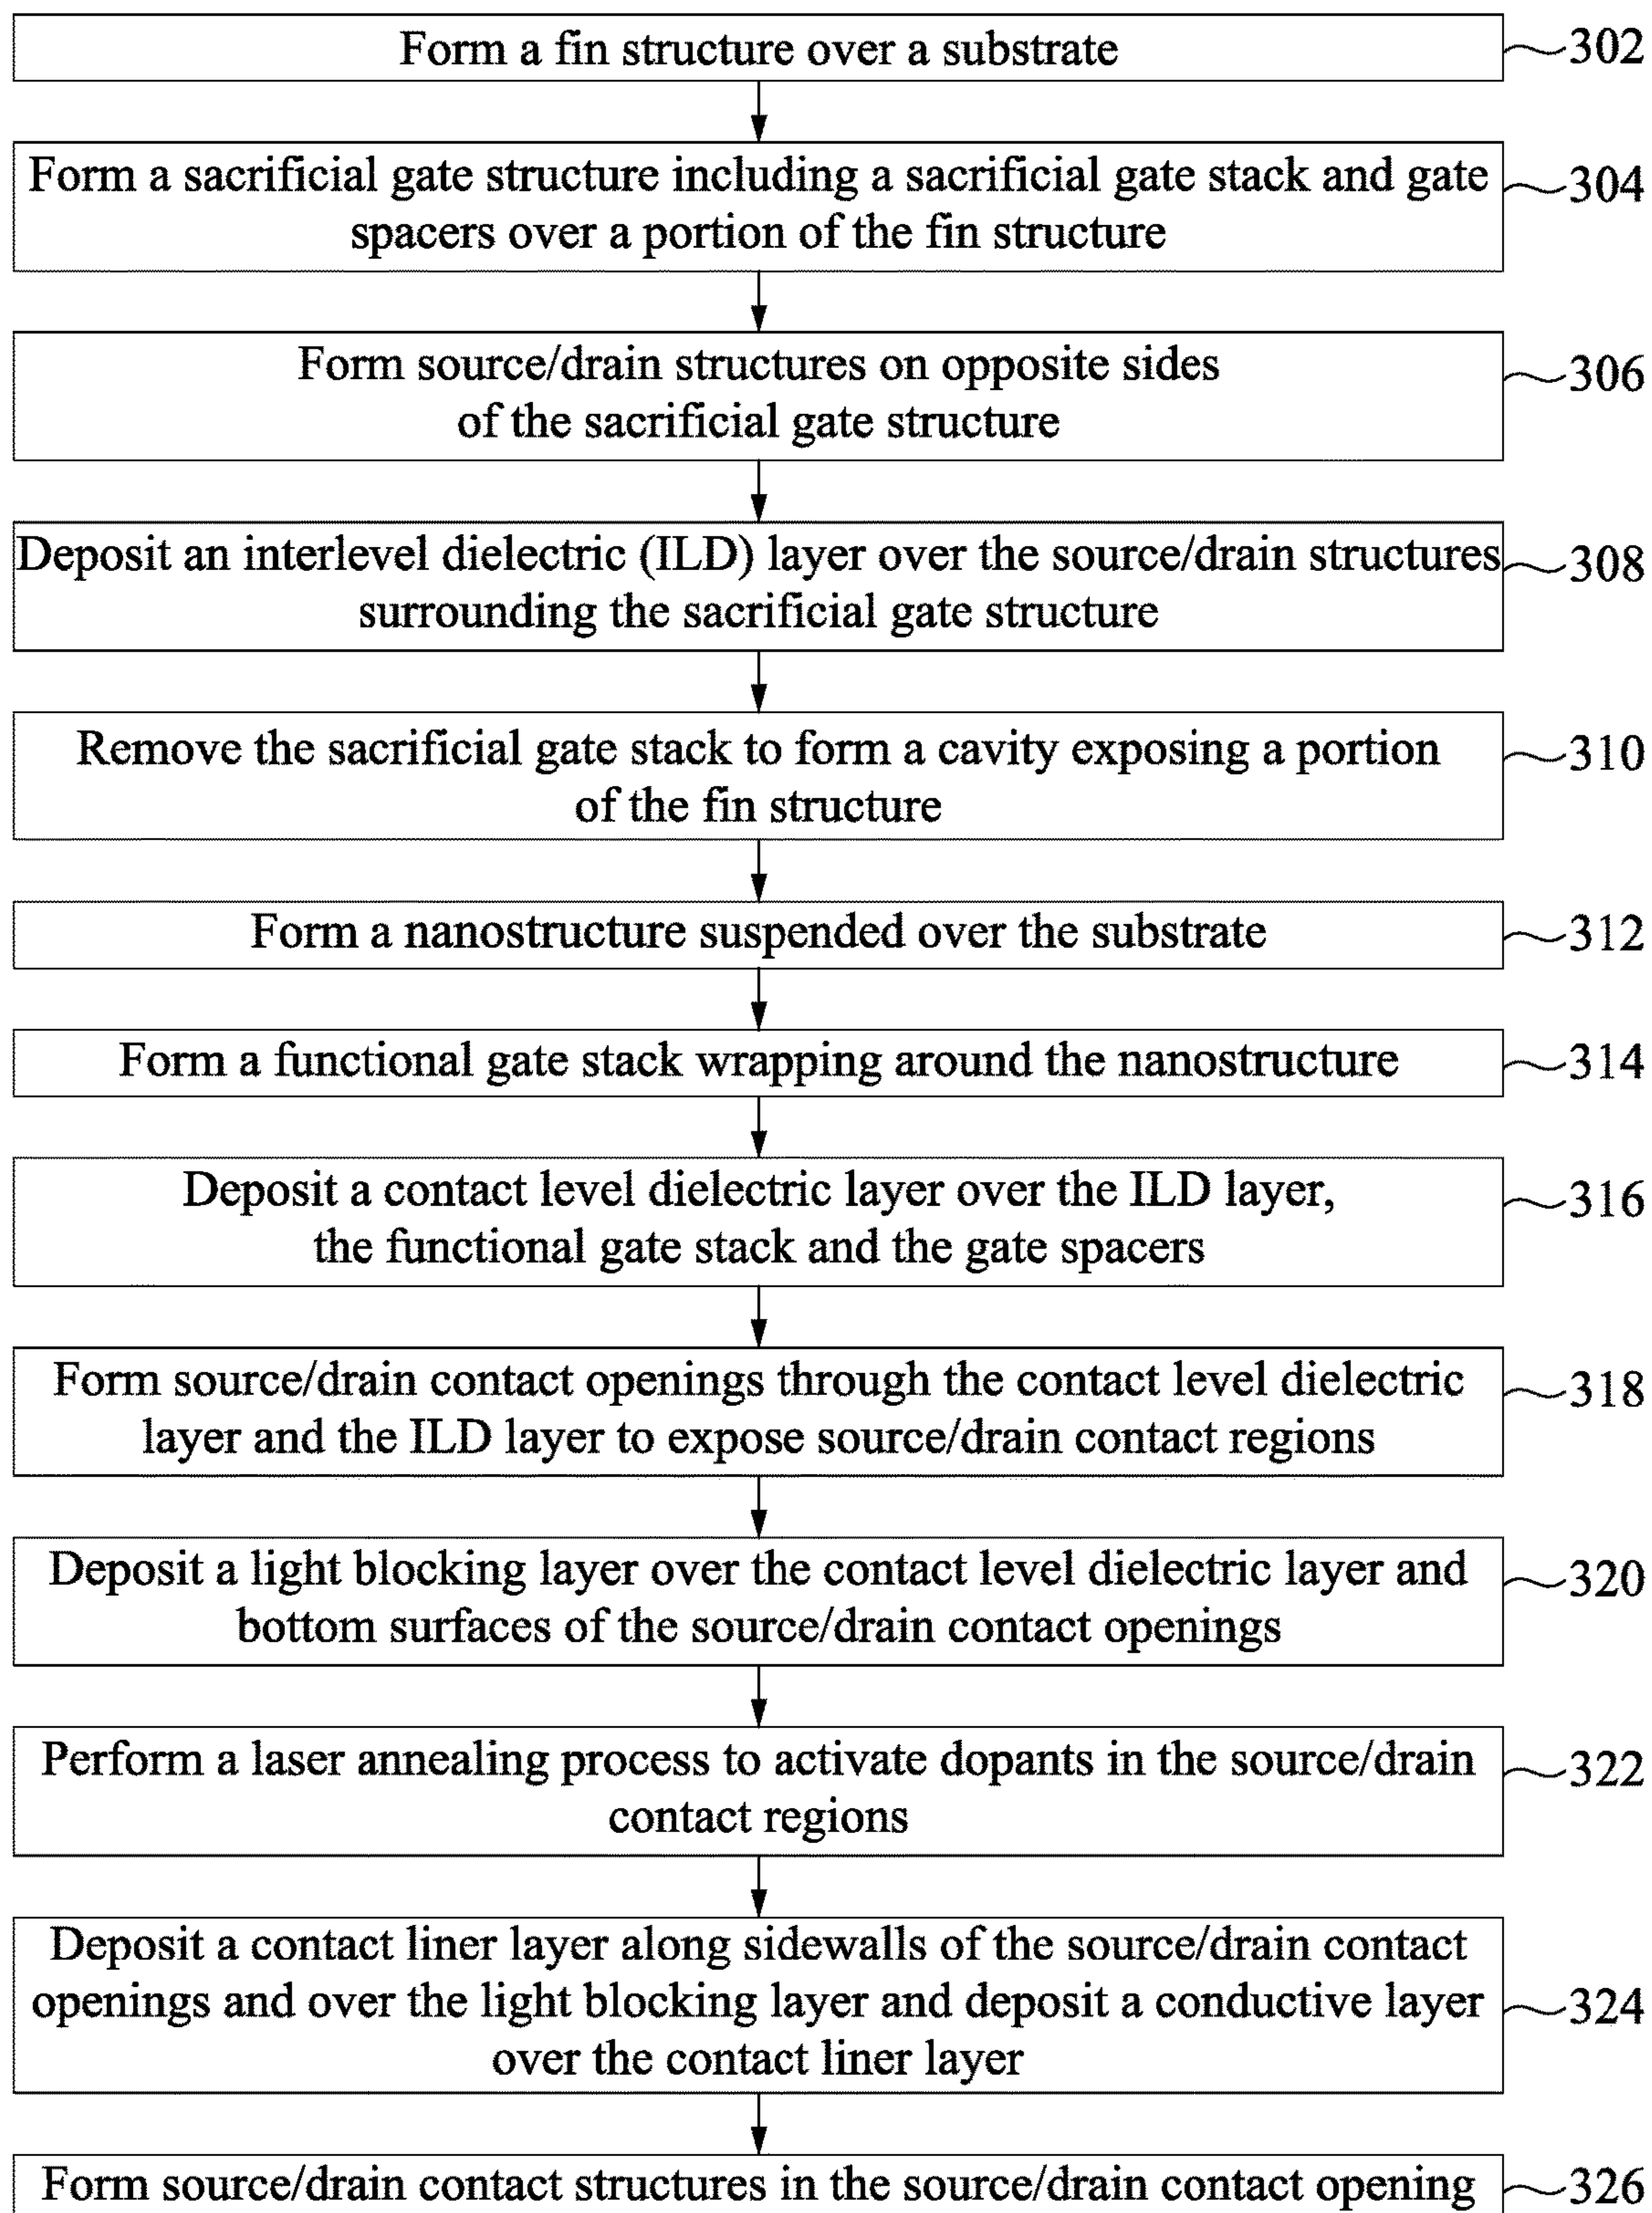 Form a fin structure over a substrate
302
Form a sacrificial gate structure including a sacrificial gate stack and gate
spacers over a portion of the fin structure
304
Form source/drain structures on opposite sides
of the sacrificial gate structure
306
Deposit an interlevel dielectric (ILD) layer over the source/drain structures
surrounding the sacrificial gate structure
308
Remove the sacrificial gate stack to form a cavity exposing a portion
of the fin structure
310
Form a nanostructure suspended over the substrate
312
Form a functional gate stack wrapping around the nanostructure
314
Deposit a contact level dielectric layer over the ILD layer,
the functional gate stack and the gate spacers
316
Form source/drain contact openings through the contact level dielectric
layer and the ILD layer to expose source/drain contact regions
318
Deposit a light blocking layer over the contact level dielectric layer and
bottom surfaces of the source/drain contact openings
320
Perform a laser annealing process to activate dopants in the source/drain
contact regions
322
Deposit a contact liner layer along sidewalls of the source/drain contact
openings and over the light blocking layer and deposit a conductive layer
over the contact liner layer
324
Form source/drain contact structures in the source/drain contact opening
326